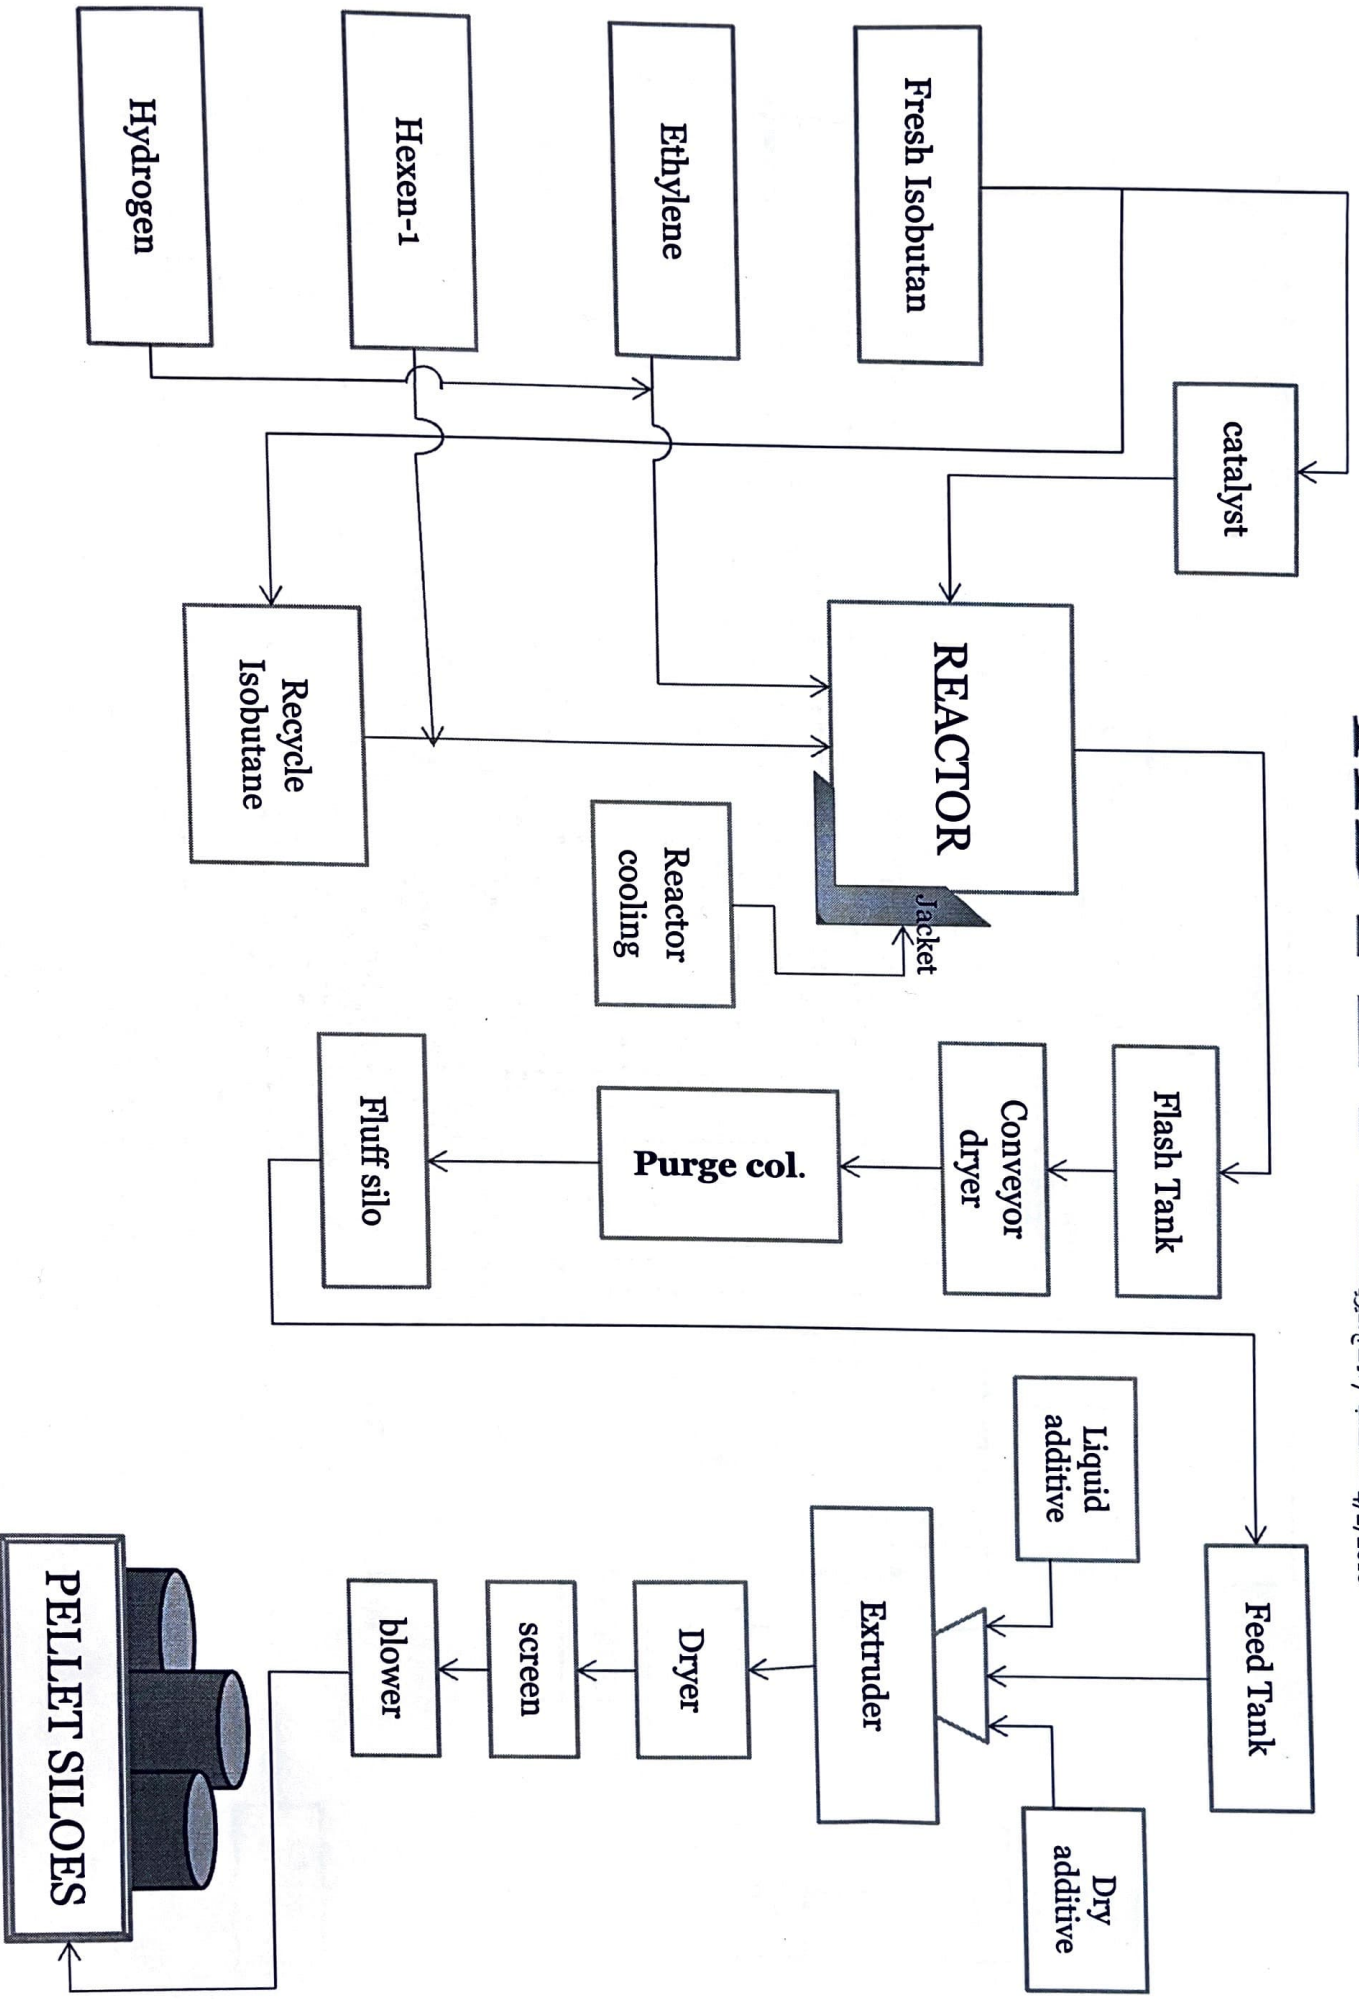 Fresh Isobutan
Ethylene
Hexen-1
Hydrogen
catalyst
REACTOR
Jacket
Reactor
cooling
Recycle
Isobutane
Flash Tank
Conveyor
dryer
Purge col.
Fluff silo
Feed Tank
Liquid
additive
Dry
additive
Extruder
Dryer
screen
blower
PELLET SILOES